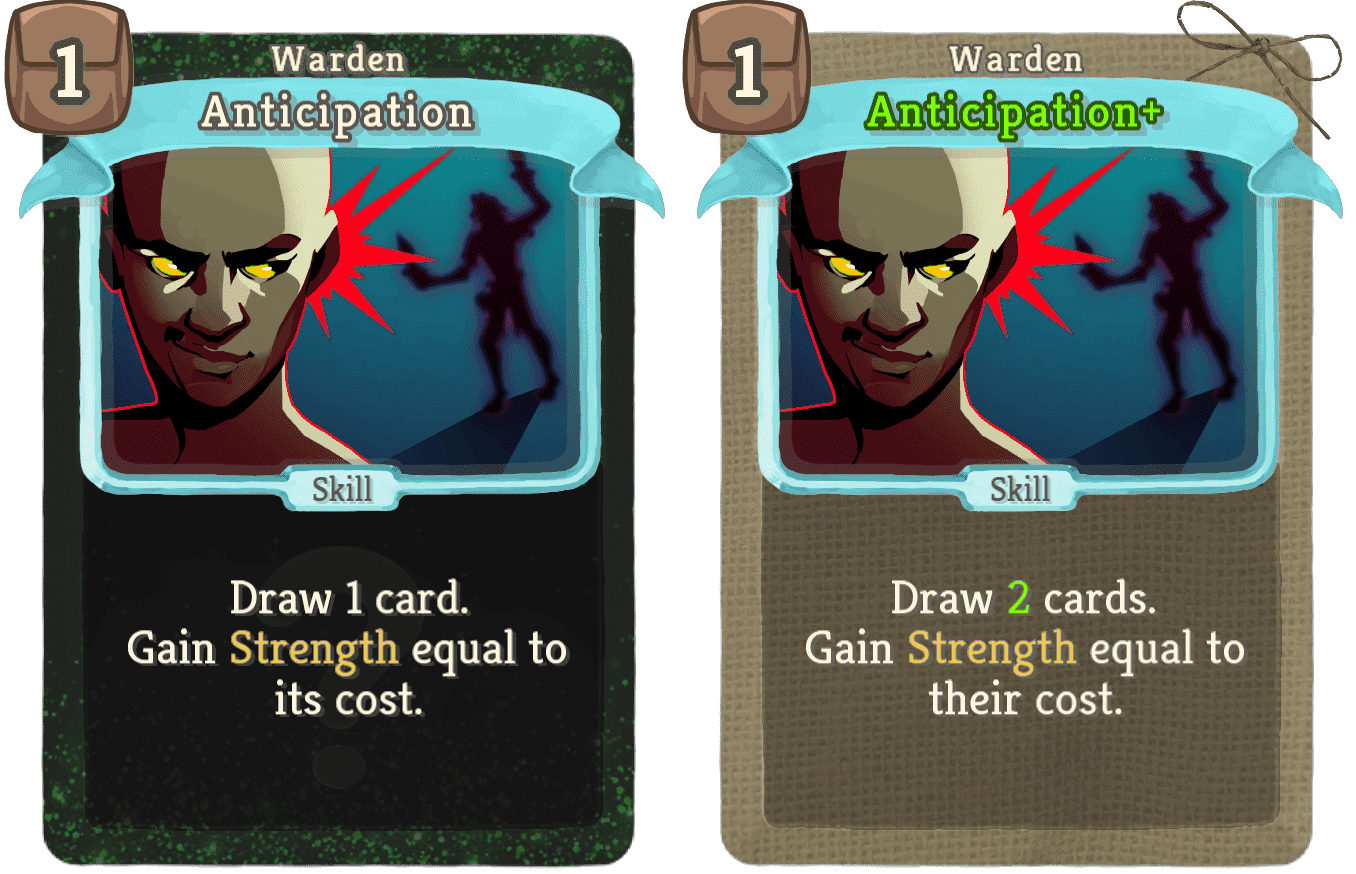 1
Warden
Anticipation
Skill
Draw 1 card.
Gain Strength equal to
its cost.
1
Warden
Anticipation+
Skill
Draw 2 cards.
Gain Strength equal to
their cost.